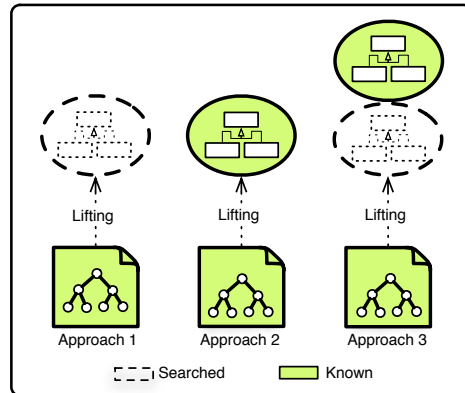 Lifting Lifting Lifting
Approach 1 Approach 2 Approach 3
Searched Known